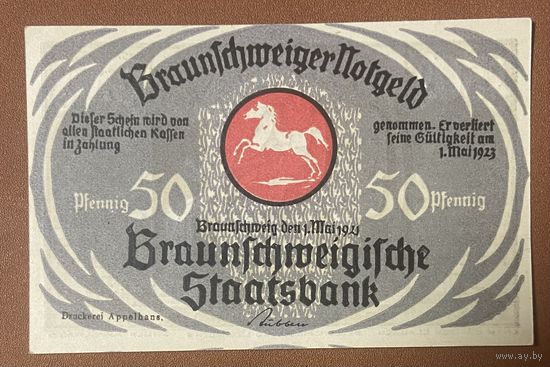 Braunschweiger Notgeld
Dieser Schein wird von
allen staatlichen Kassen
in Zahlung
genommen. Er verliert
seine Gültigkeit am
1. Mai 1923
Pfennig 50
50 Pfennig
Braunschweig den 1. Mai 1921
Braunschweigische
Staatsbank
Druckerei Appelhans.
www.ay.by